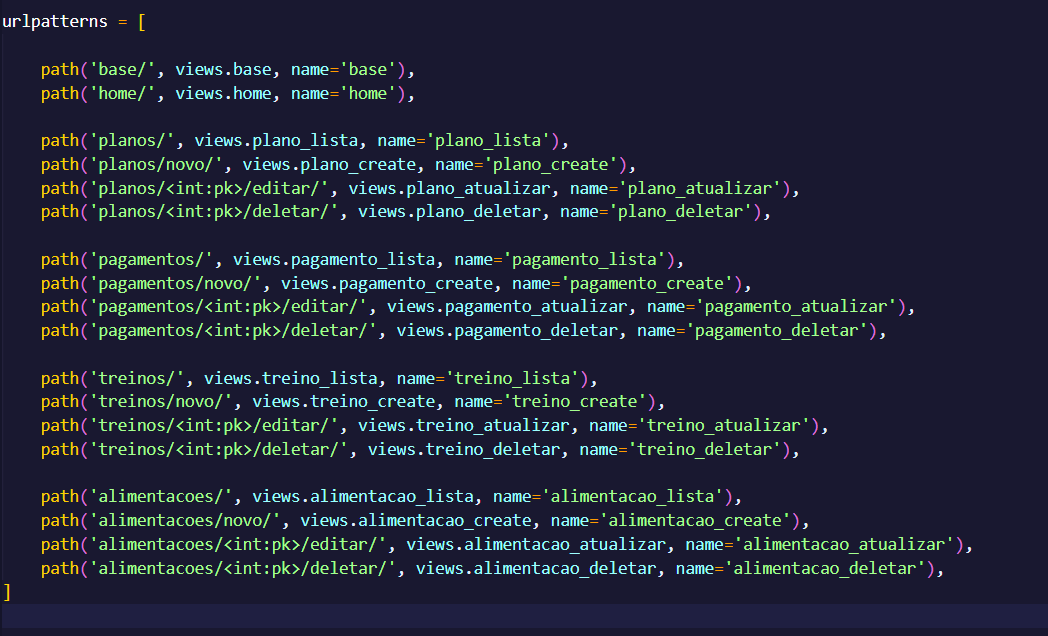 urlpatterns = [
path('base/', views.base, name='base'),
path('home/', views.home, name='home'),
path('planos/', views.plano_lista, name='plano_lista'),
path('planos/novo/', views.plano_create, name='plano_create'),
path('planos/<int:pk>/editar/', views.plano_atualizar, name='plano_atualizar'),
path('planos/<int:pk>/deletar/', views.plano_deletar, name='plano_deletar'),
path('pagamentos/', views.pagamento_lista, name='pagamento_lista'),
path('pagamentos/novo/', views.pagamento_create, name='pagamento_create'),
path('pagamentos/<int:pk>/editar/', views.pagamento_atualizar, name='pagamento_atualizar'),
path('pagamentos/<int:pk>/deletar/', views.pagamento_deletar, name='pagamento_deletar'),
path('treinos/', views.treino_lista, name='treino_lista'),
path('treinos/novo/', views.treino_create, name='treino_create'),
path('treinos/<int:pk>/editar/', views.treino_atualizar, name='treino_atualizar'),
path('treinos/<int:pk>/deletar/', views.treino_deletar, name='treino_deletar'),
path('alimentacoes/', views.alimentacao_lista, name='alimentacao_lista'),
path('alimentacoes/novo/', views.alimentacao_create, name='alimentacao_create'),
path('alimentacoes/<int:pk>/editar/', views.alimentacao_atualizar, name='alimentacao_atualizar'),
path('alimentacoes/<int:pk>/deletar/', views.alimentacao_deletar, name='alimentacao_deletar'),
]